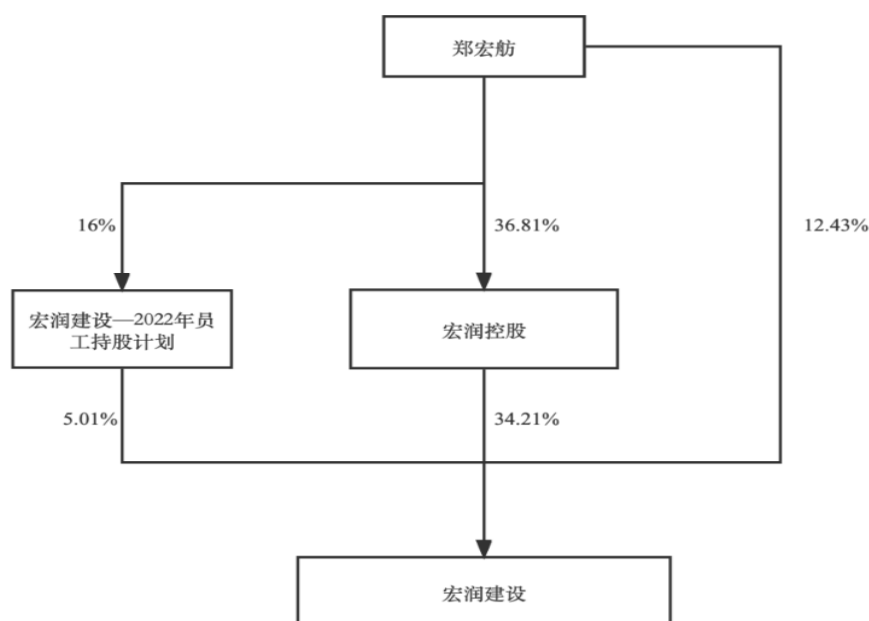 郑宏舫
16%
36.81%
12.43%
宏润建设—2022年员
工持股计划
宏润控股
5.01%
34.21%
宏润建设